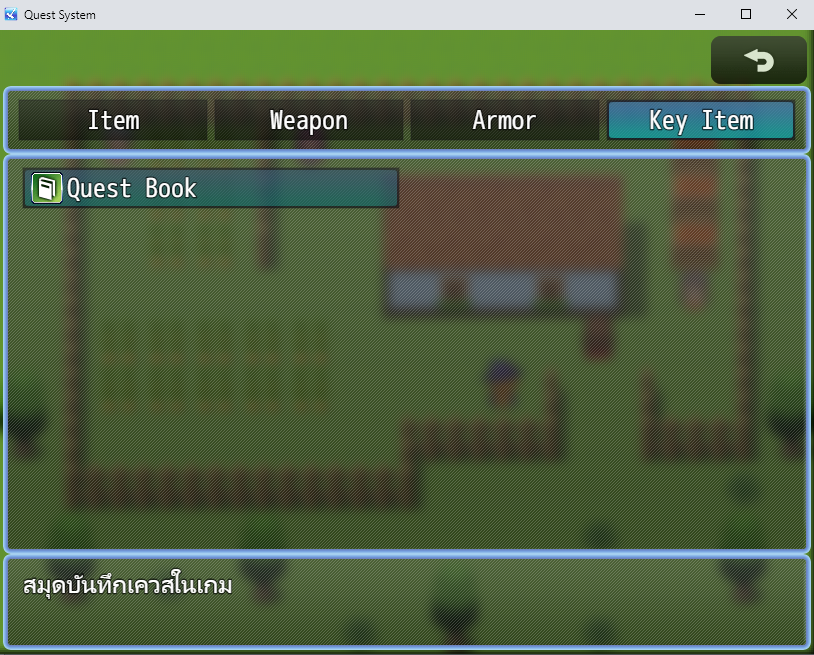 Quest System
Item
Weapon
Armor
Key Item
Quest Book
สมุดบันทึกเควสในเกม